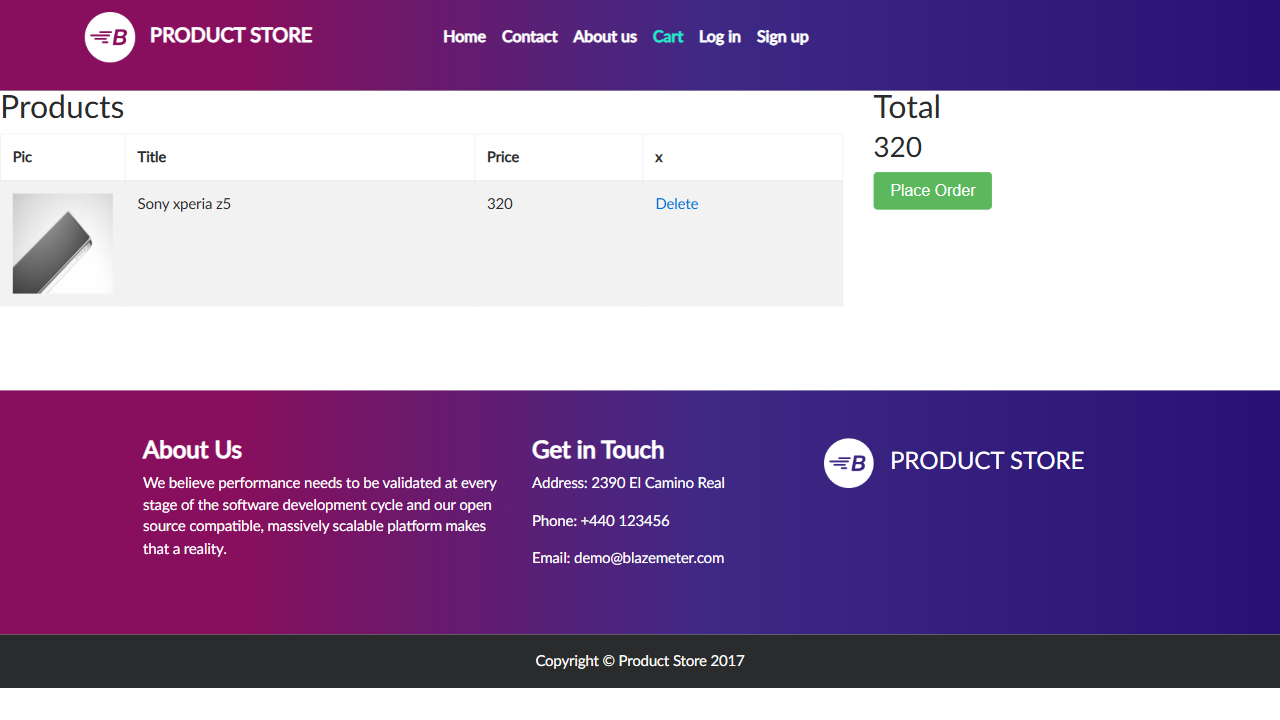 B PRODUCT STORE
Home Contact About us Cart Log in Sign up
Products
Pic Title Price x
Sony xperia z5 320 Delete
Total
320
Place Order
About Us
We believe performance needs to be validated at every
stage of the software development cycle and our open
source compatible, massively scalable platform makes
that a reality.
Get in Touch
Address: 2390 El Camino Real
Phone: +440 123456
Email: demo@blazemeter.com
B PRODUCT STORE
Copyright © Product Store 2017